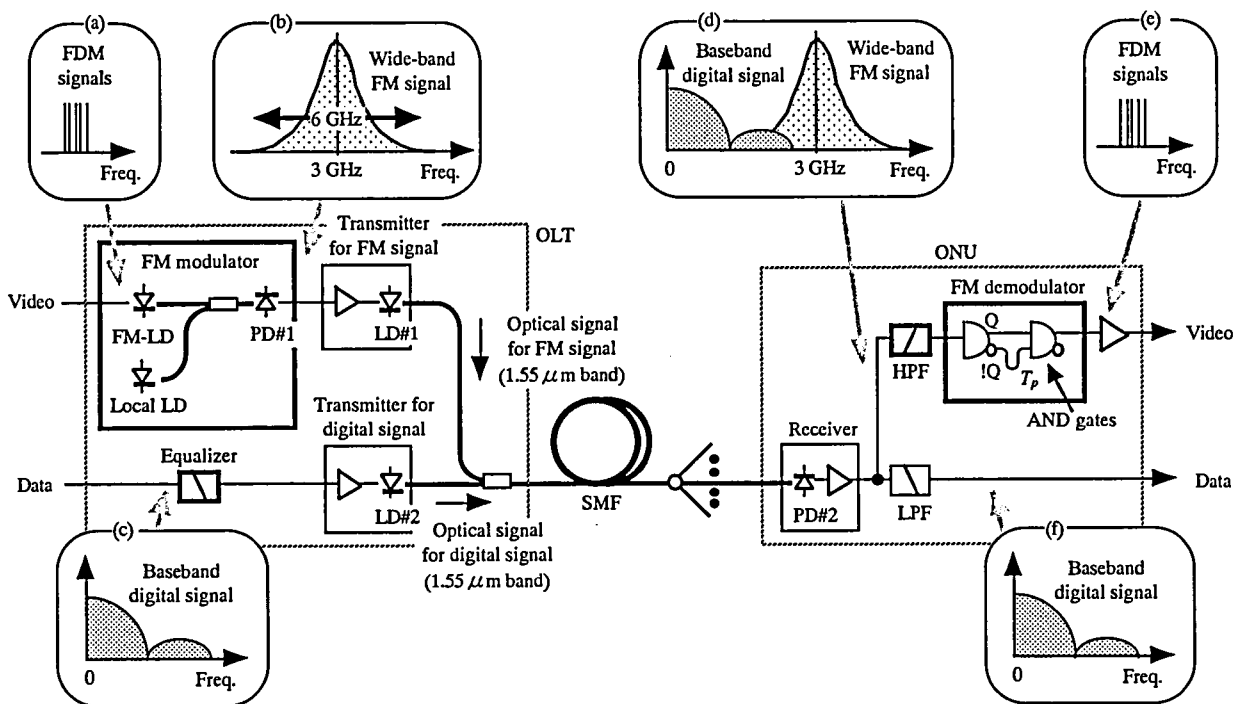 (a)
FDM
signals
Freq.
(b)
Wide-band
FM signal
6 GHz
3 GHz
Freq.
(d)
Baseband
digital signal
Wide-band
FM signal
0
3 GHz
Freq.
(e)
FDM
signals
Freq.
OLT
Transmitter
for FM signal
FM modulator
Video
FM-LD
PD#1
LD#1
Local LD
Optical signal
for FM signal
(1.55 μm band)
Transmitter for
digital signal
Equalizer
Data
LD#2
Optical signal
for digital signal
(1.55 μm band)
SMF
ONU
FM demodulator
Q
!Q
Tp
HPF
AND gates
Video
Receiver
PD#2
LPF
Data
(c)
Baseband
digital signal
0
Freq.
(f)
Baseband
digital signal
0
Freq.